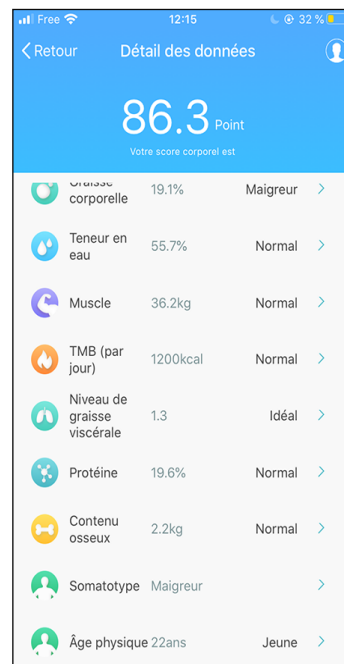 Free 12:15 32 %
Retour Détail des données
86.3 Point
Votre score corporel est
Graisse
corporelle 19.1% Maigreur
Teneur en
eau 55.7% Normal
Muscle 36.2kg Normal
TMB (par
jour) 1200kcal Normal
Niveau de
graisse
viscérale 1.3 Idéal
Protéine 19.6% Normal
Contenu
osseux 2.2kg Normal
Somatotype Maigreur
Âge physique 22ans Jeune